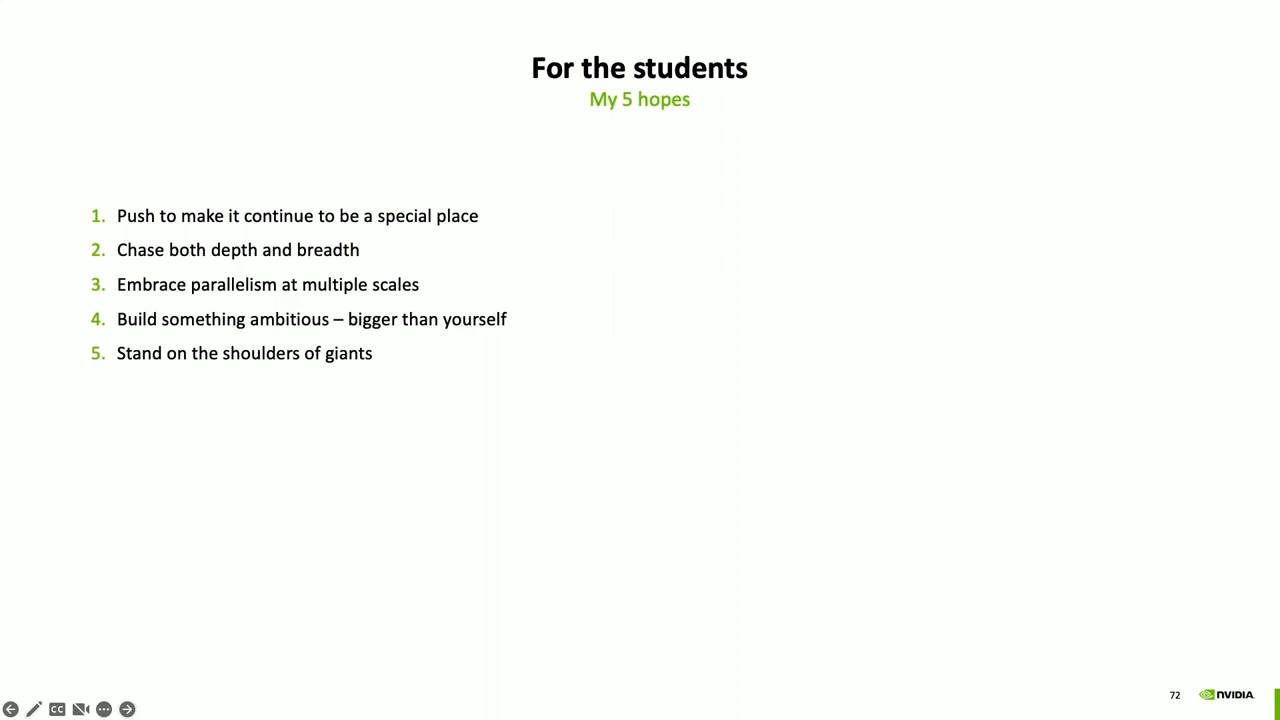 For the students
My 5 hopes
1. Push to make it continue to be a special place
2. Chase both depth and breadth
3. Embrace parallelism at multiple scales
4. Build something ambitious – bigger than yourself
5. Stand on the shoulders of giants
72 NVIDIA
CC